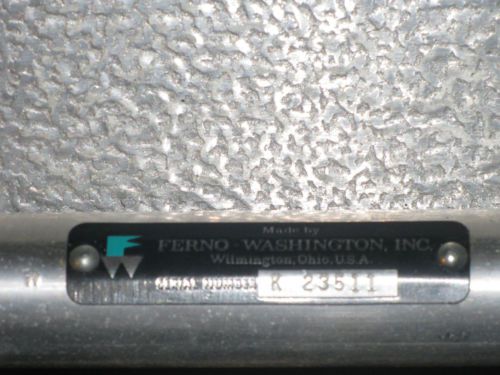 Made by
FERNO-WASHINGTON, INC.
Wilmington, Ohio, U.S.A.
SERIAL NUMBER K 23511